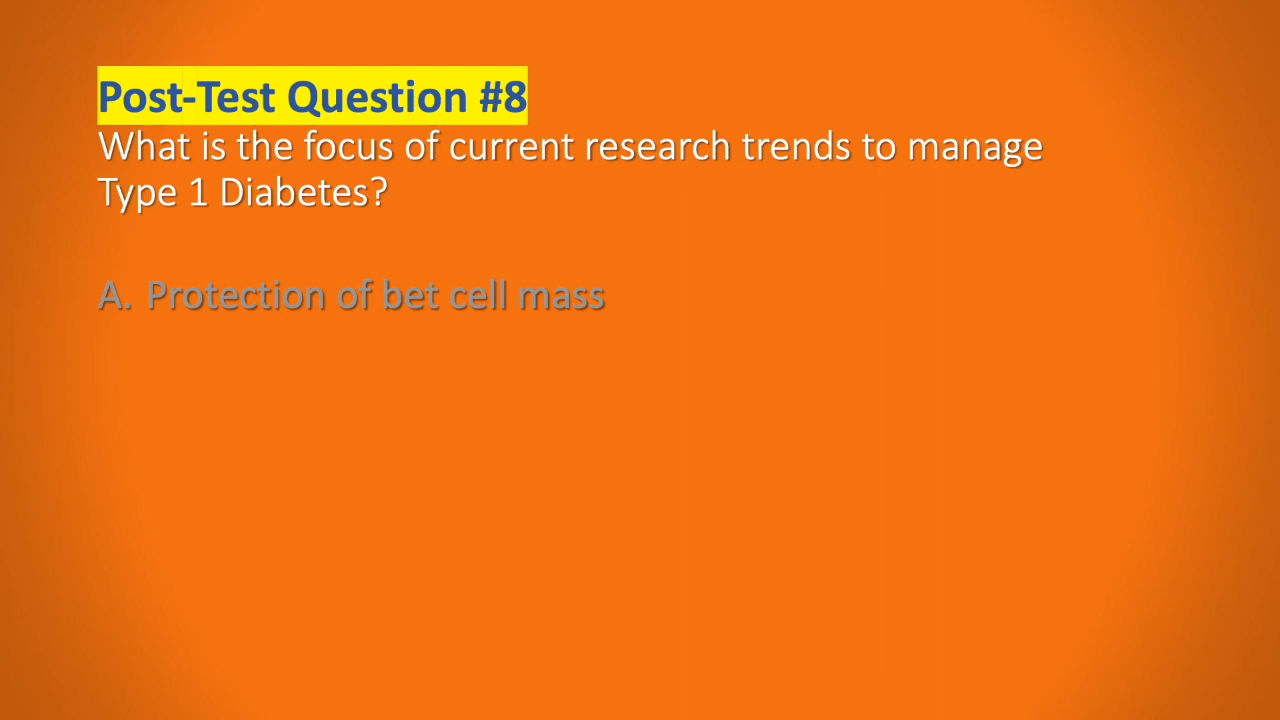 Post-Test Question #8
What is the focus of current research trends to manage
Type 1 Diabetes?
A. Protection of bet cell mass